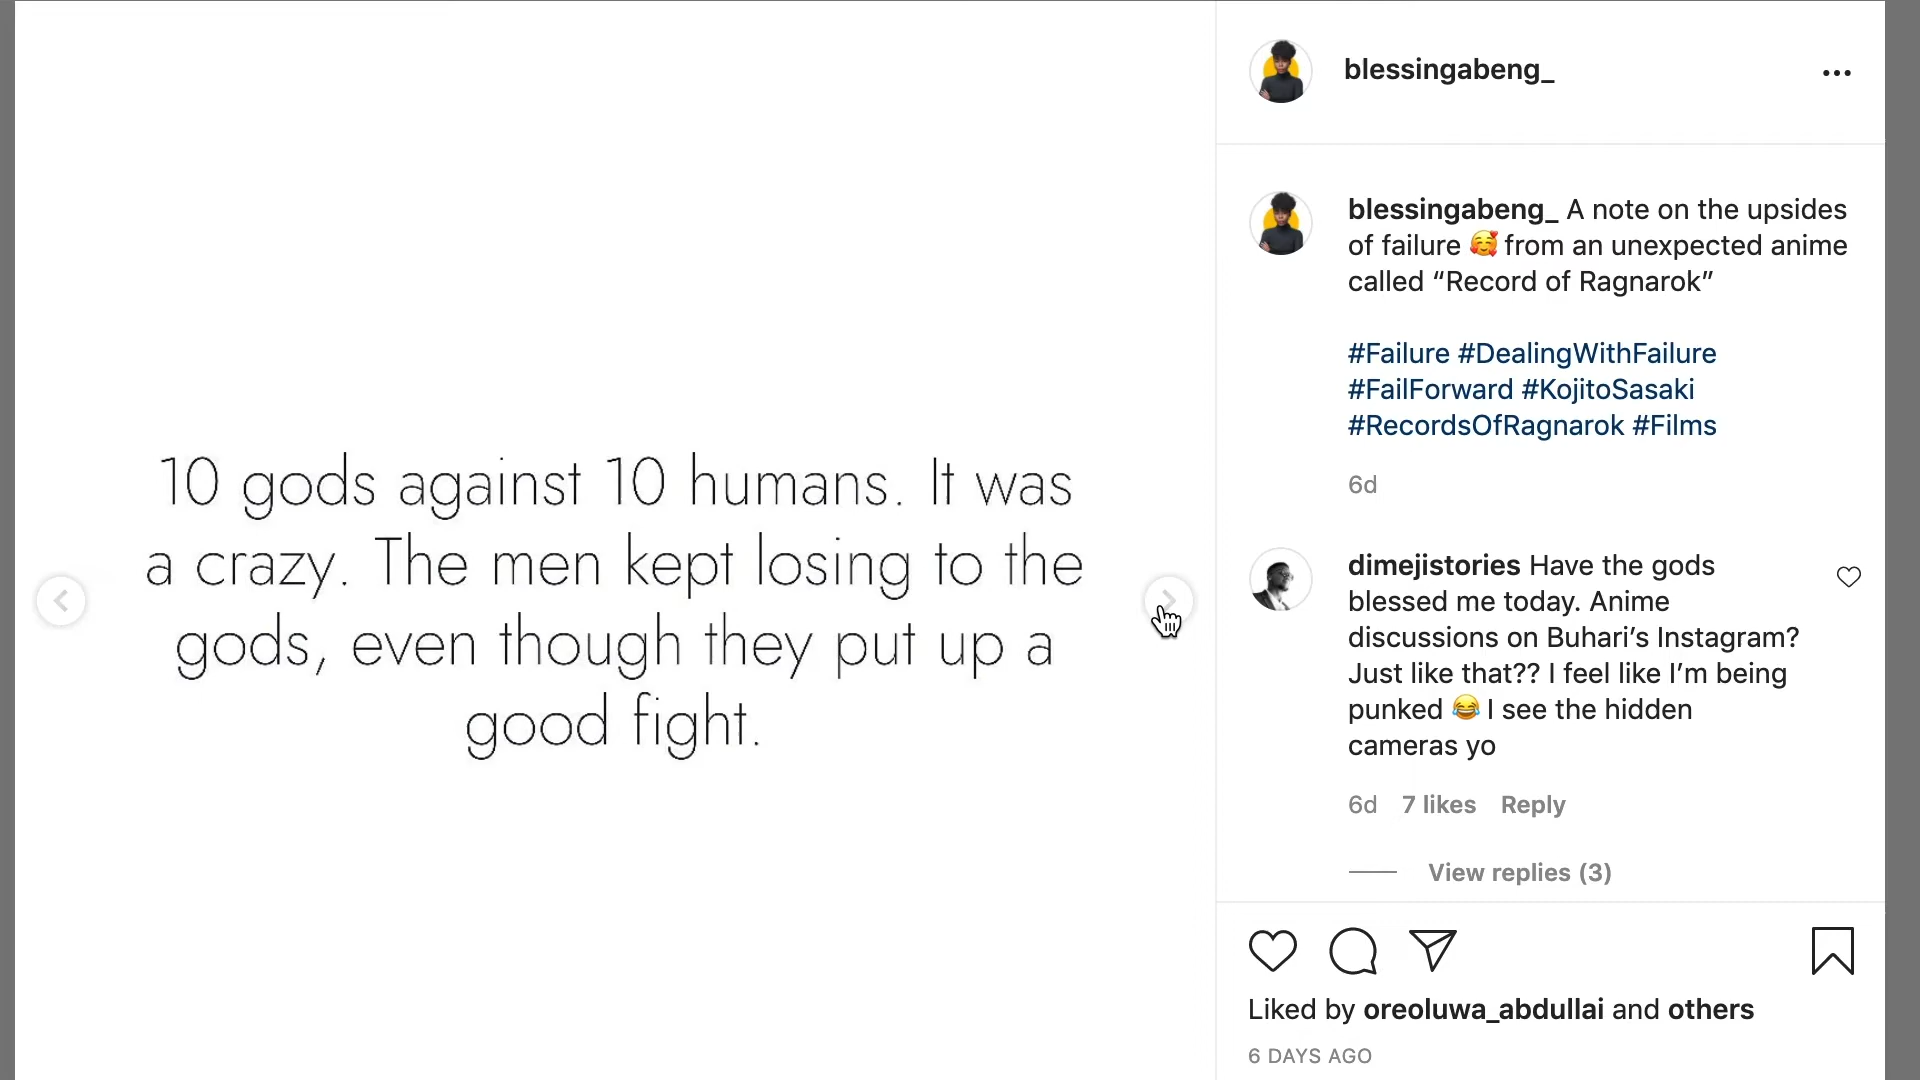 10 gods against 10 humans. It was
a crazy. The men kept losing to the
gods, even though they put up a
good fight.
blessingabeng_
blessingabeng_ A note on the upsides
of failure 🥰 from an unexpected anime
called “Record of Ragnarok”
#Failure #DealingWithFailure
#FailForward #KojitoSasaki
#RecordsOfRagnarok #Films
6d
dimejistories Have the gods
blessed me today. Anime
discussions on Buhari’s Instagram?
Just like that?? I feel like I’m being
punked 😂 I see the hidden
cameras yo
6d 7 likes Reply
View replies (3)
Liked by oreoluwa_abdullai and others
6 DAYS AGO